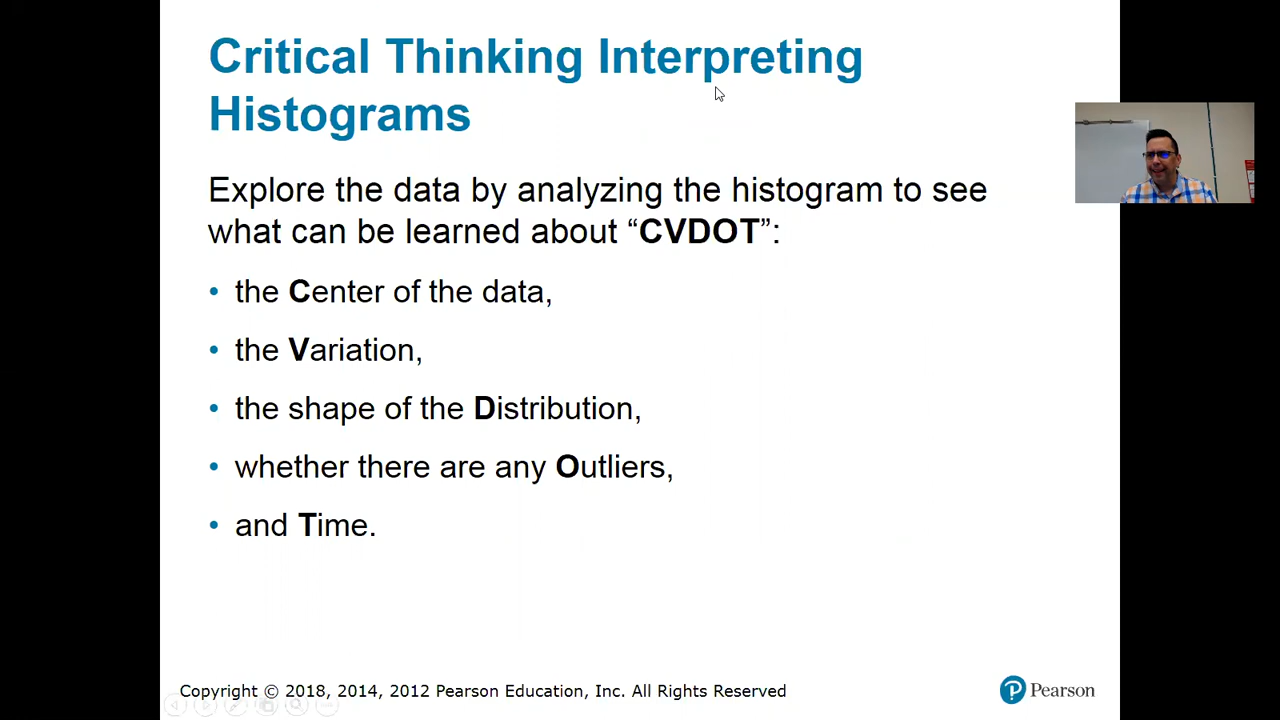 Critical Thinking Interpreting
Histograms
Explore the data by analyzing the histogram to see
what can be learned about “CVDOT”:
• the Center of the data,
• the Variation,
• the shape of the Distribution,
• whether there are any Outliers,
• and Time.
Copyright © 2018, 2014, 2012 Pearson Education, Inc. All Rights Reserved
Pearson